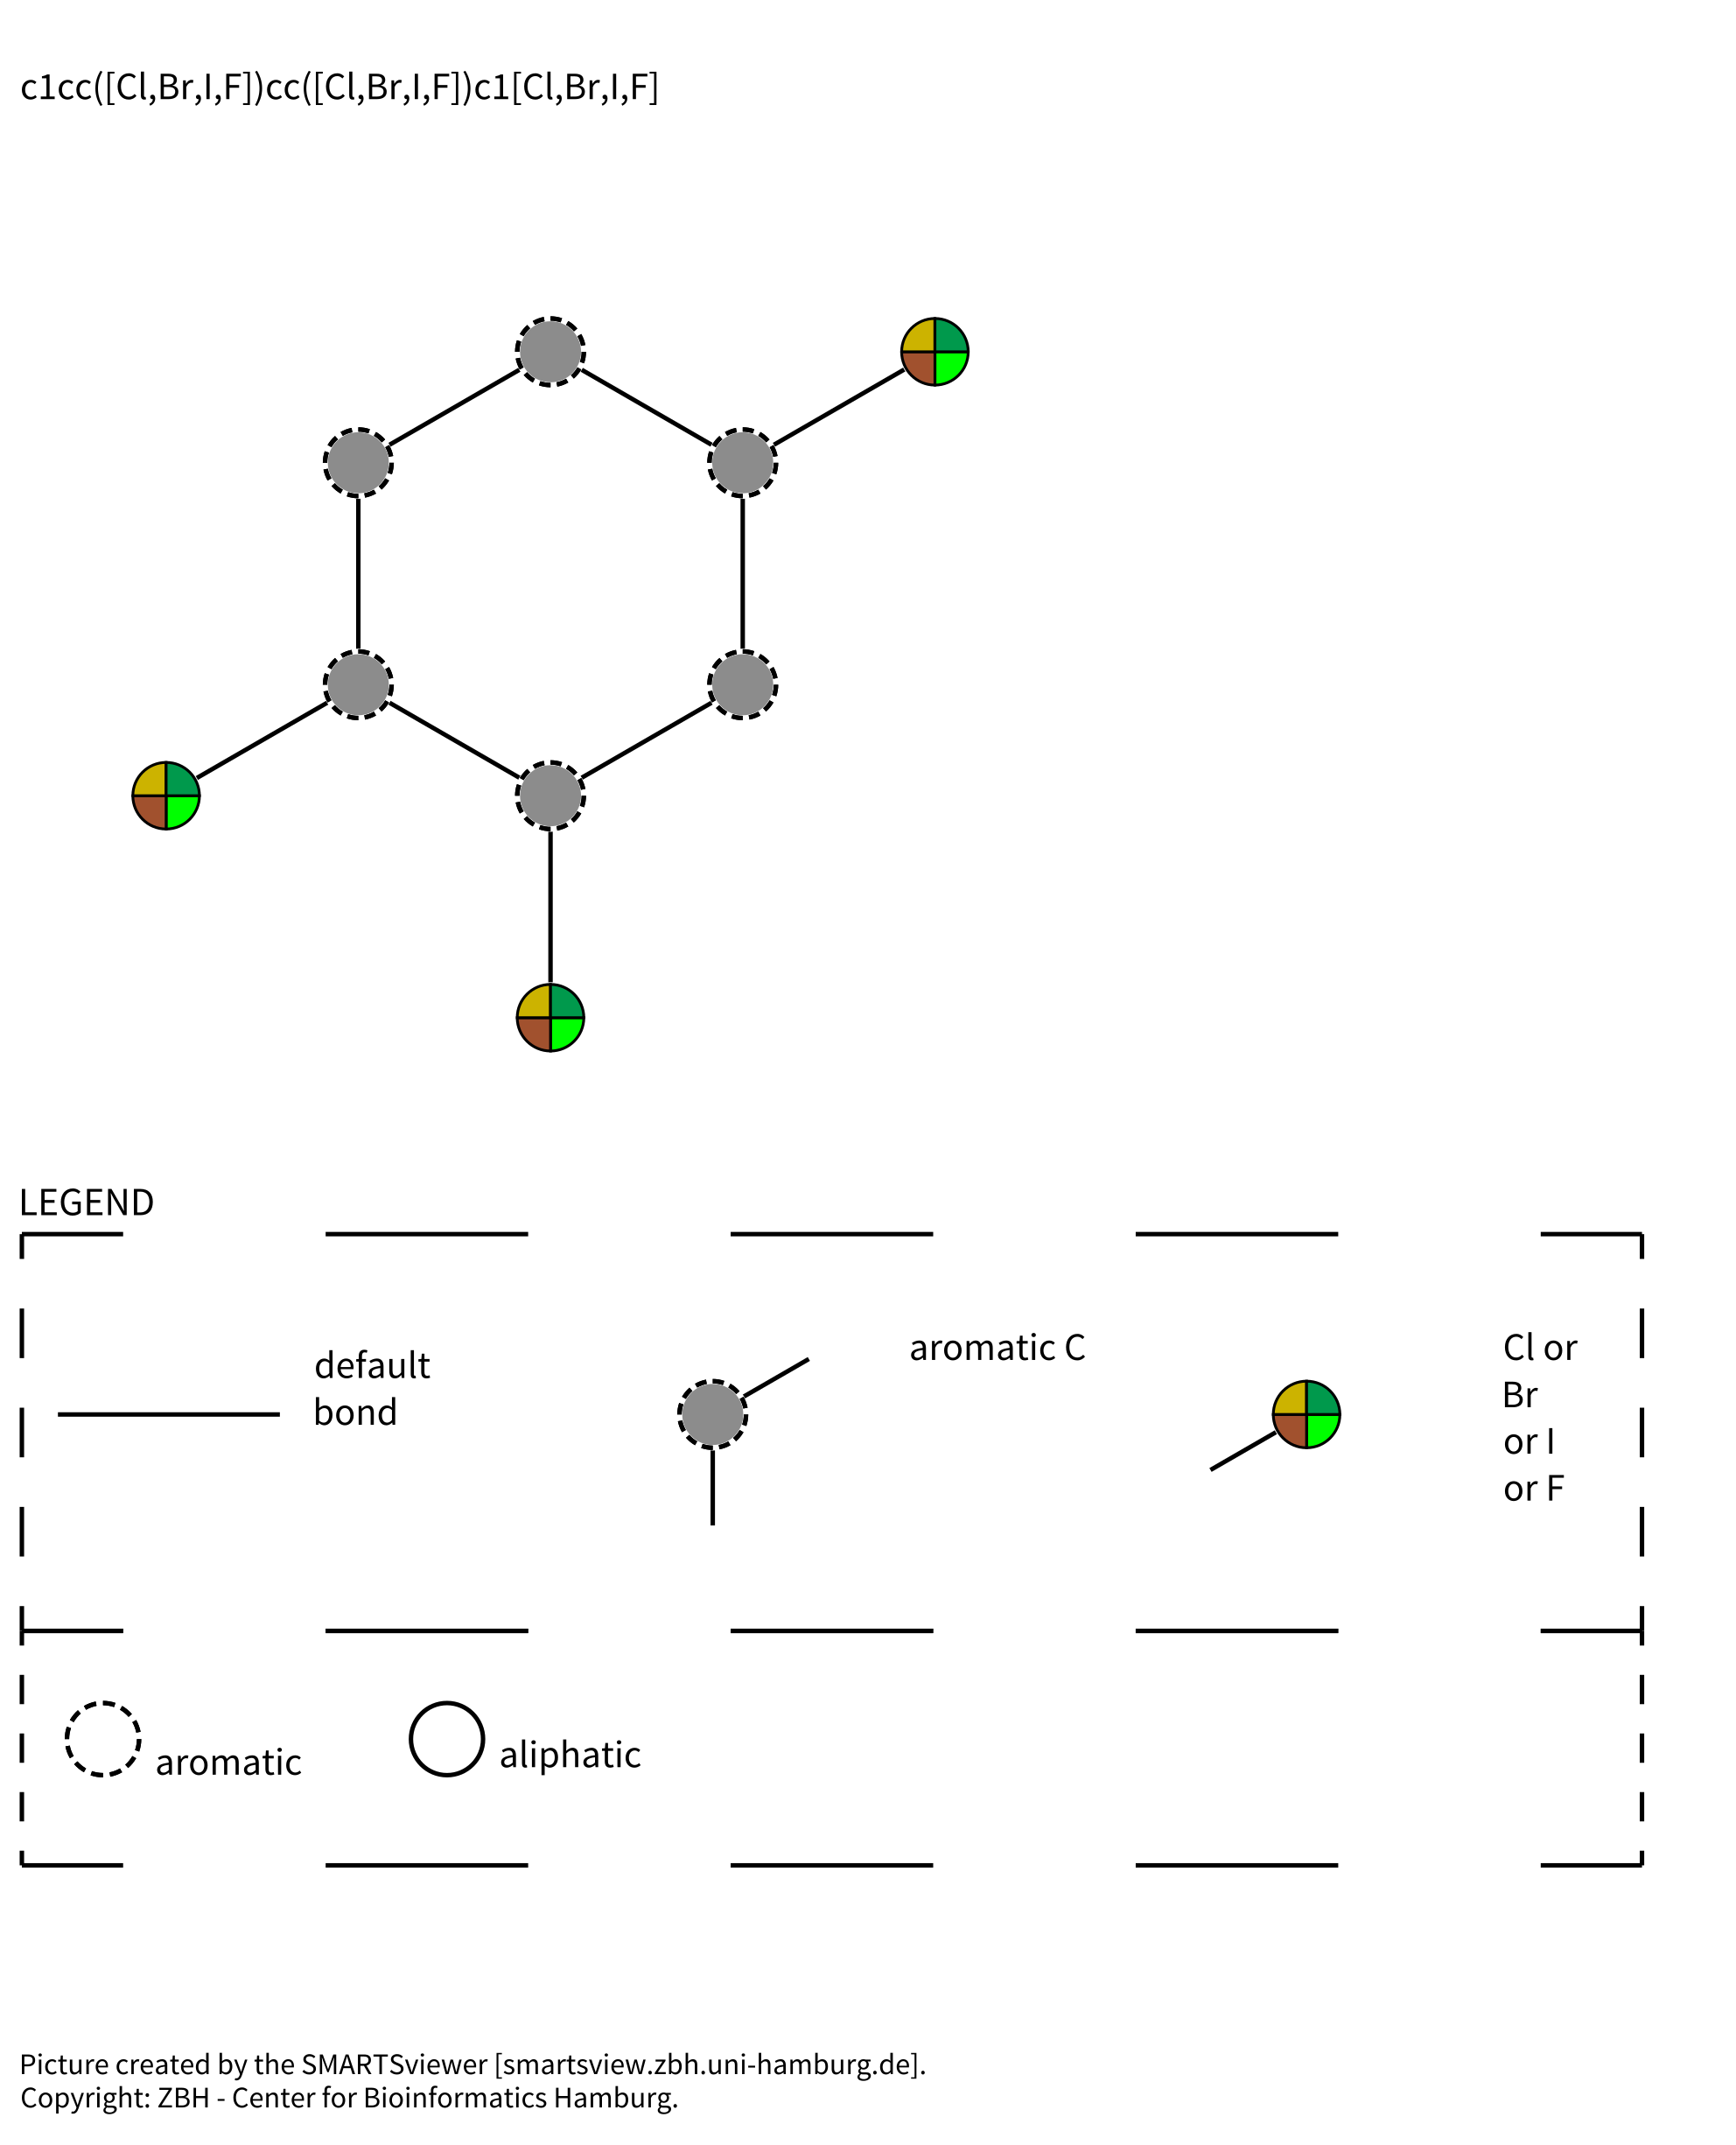 c1cc([Cl,Br,I,F])cc([Cl,Br,I,F])c1[Cl,Br,I,F]
LEGEND
default
bond
aromatic C
Cl or
Br
or I
or F
aromatic
aliphatic
Picture created by the SMARTSviewer [smartsview.zbh.uni-hamburg.de].
Copyright: ZBH - Center for Bioinformatics Hamburg.